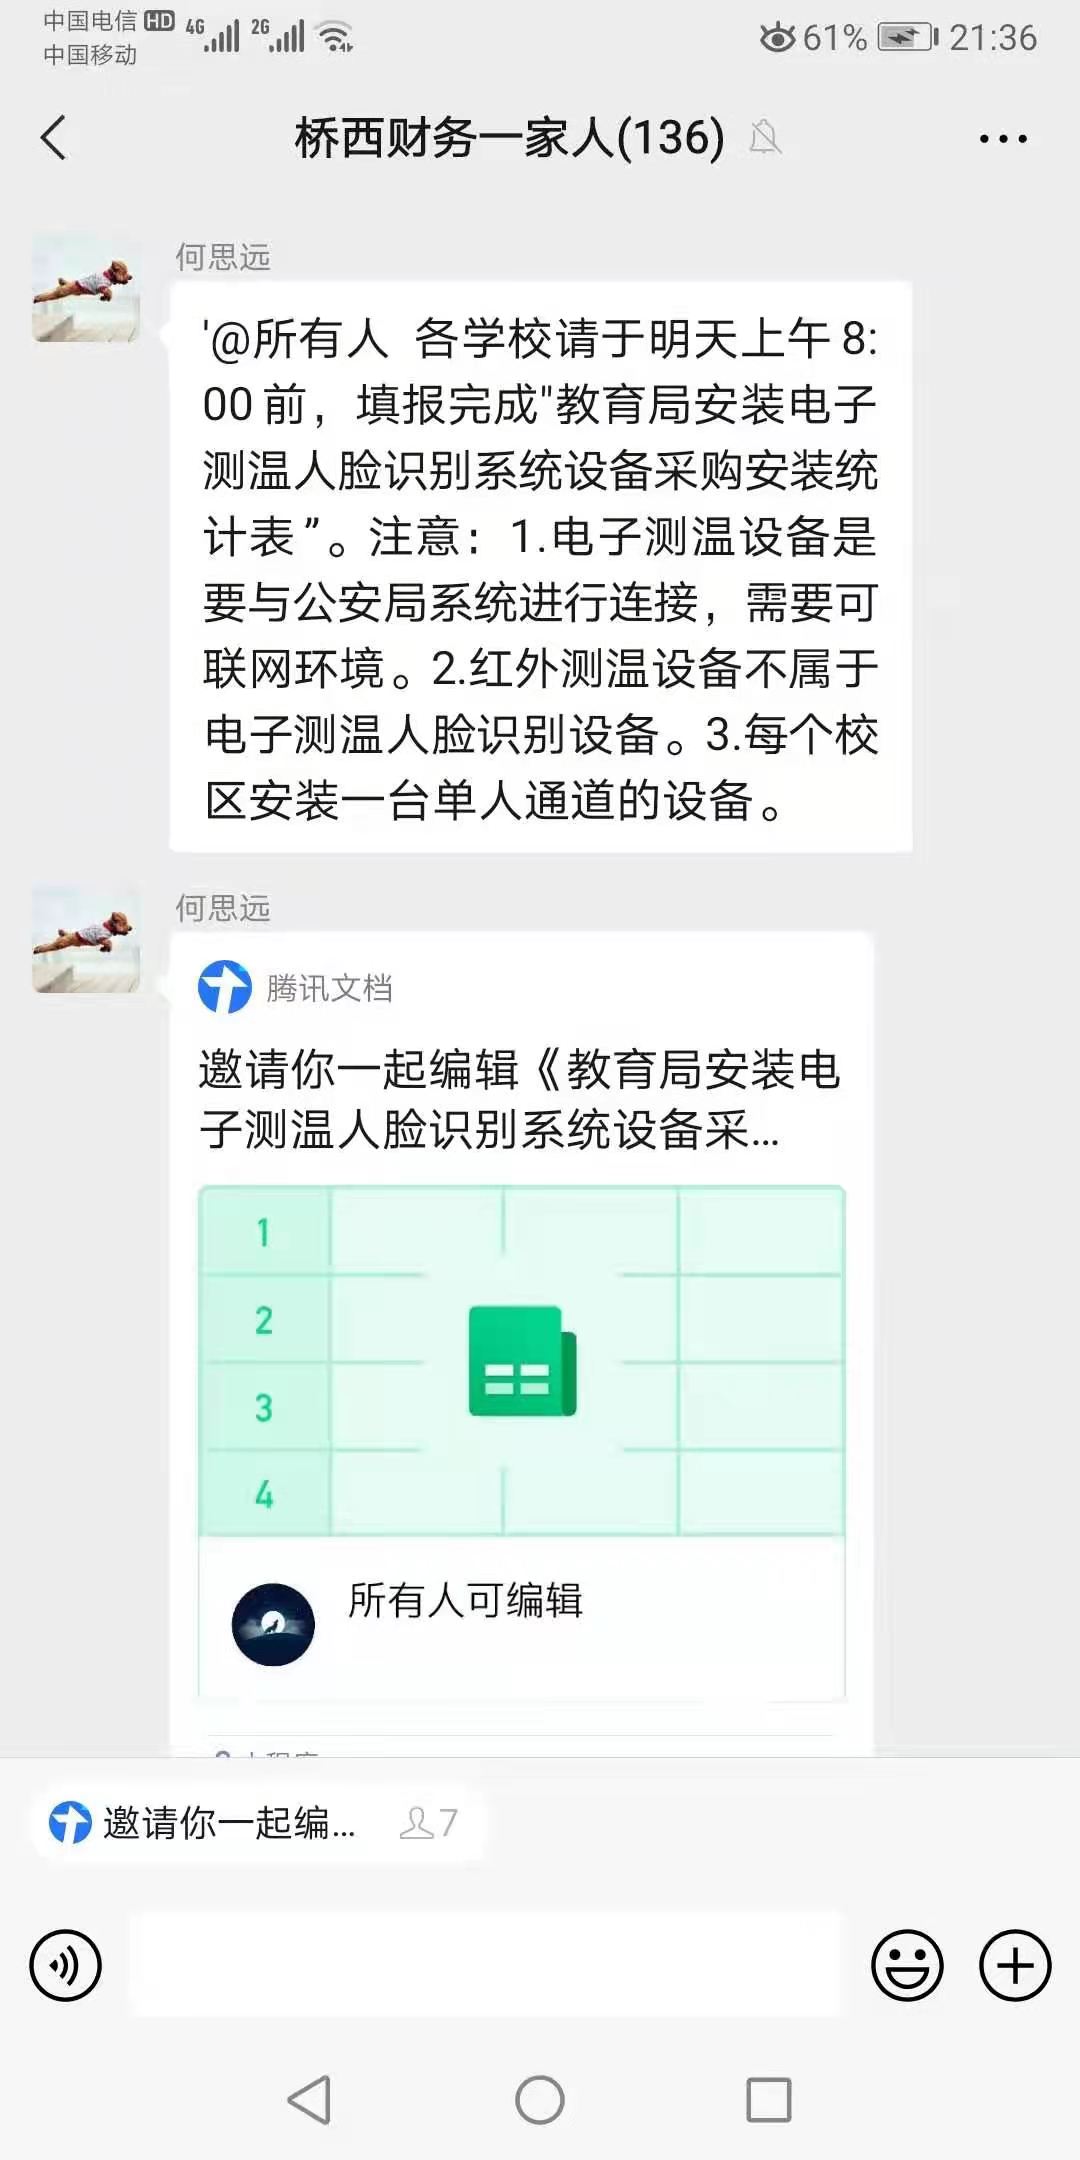 中国电信 HD 4G 2G 61% 21:36
中国移动
桥西财务一家人(136)
何思远
'@所有人 各学校请于明天上午8:
00前，填报完成"教育局安装电子
测温人脸识别系统设备采购安装统
计表”。注意：1.电子测温设备是
要与公安局系统进行连接，需要可
联网环境。2.红外测温设备不属于
电子测温人脸识别设备。3.每个校
区安装一台单人通道的设备。
何思远
腾讯文档
邀请你一起编辑《教育局安装电
子测温人脸识别系统设备采...
1
2
3
4
所有人可编辑
邀请你一起编... 7